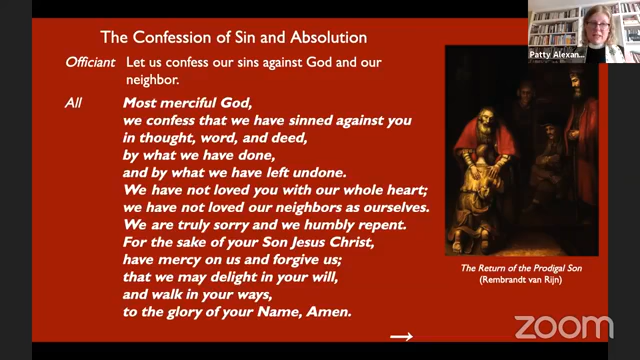 The Confession of Sin and Absolution
Officiant Let us confess our sins against God and our
neighbor.
All Most merciful God,
we confess that we have sinned against you
in thought, word, and deed,
by what we have done,
and by what we have left undone.
We have not loved you with our whole heart;
we have not loved our neighbors as ourselves.
We are truly sorry and we humbly repent.
For the sake of your Son Jesus Christ,
have mercy on us and forgive us;
that we may delight in your will,
and walk in your ways,
to the glory of your Name, Amen.
Patty Alexan...
The Return of the Prodigal Son
(Rembrandt van Rijn)
zoom